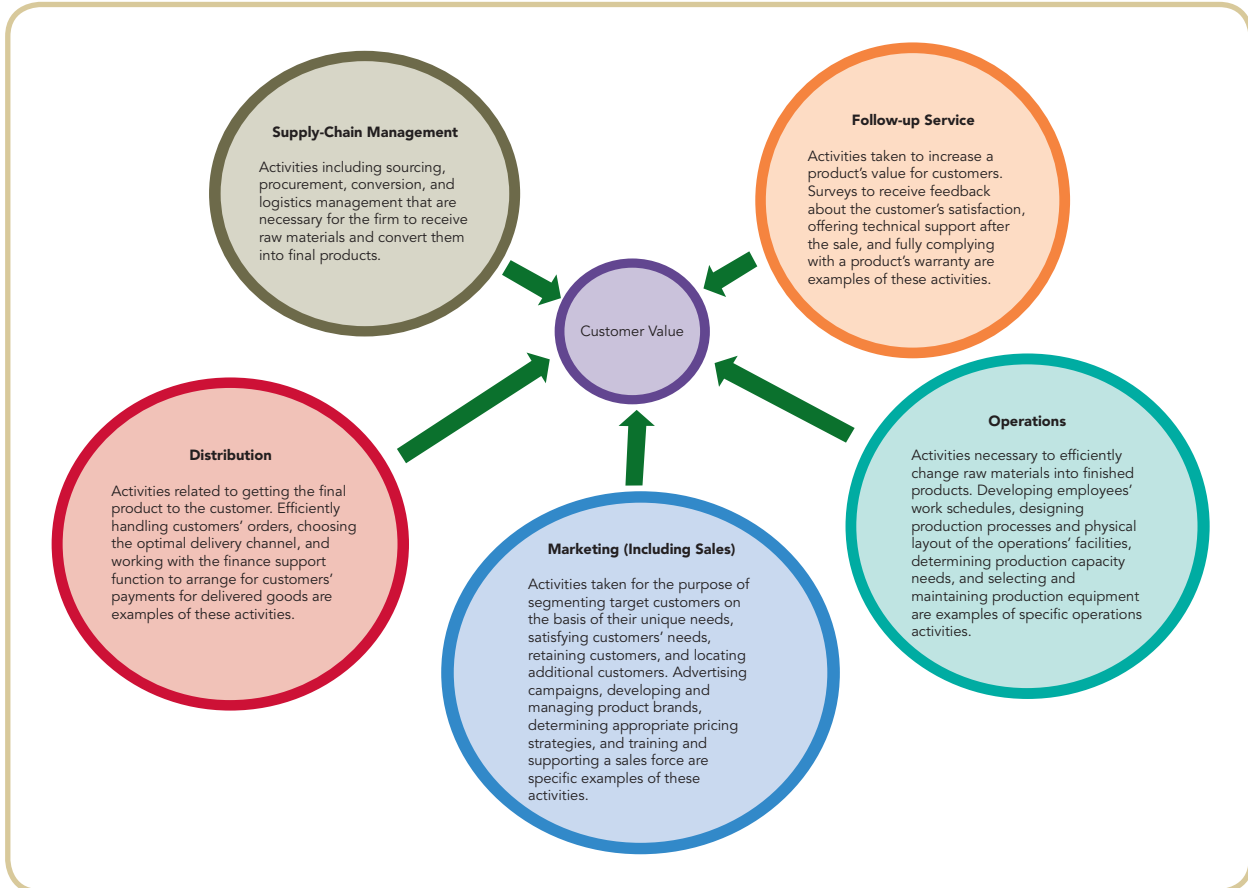 Supply-Chain Management
Activities including sourcing,
procurement, conversion, and
logistics management that are
necessary for the firm to receive
raw materials and convert them
into final products.
Follow-up Service
Activities taken to increase a
product’s value for customers.
Surveys to receive feedback
about the customer’s satisfaction,
offering technical support after
the sale, and fully complying
with a product’s warranty are
examples of these activities.
Customer Value
Distribution
Activities related to getting the final
product to the customer. Efficiently
handling customers’ orders, choosing
the optimal delivery channel, and
working with the finance support
function to arrange for customers’
payments for delivered goods are
examples of these activities.
Marketing (Including Sales)
Activities taken for the purpose of
segmenting target customers on
the basis of their unique needs,
satisfying customers’ needs,
retaining customers, and locating
additional customers. Advertising
campaigns, developing and
managing product brands,
determining appropriate pricing
strategies, and training and
supporting a sales force are
specific examples of these
activities.
Operations
Activities necessary to efficiently
change raw materials into finished
products. Developing employees’
work schedules, designing
production processes and physical
layout of the operations’ facilities,
determining production capacity
needs, and selecting and
maintaining production equipment
are examples of specific operations
activities.